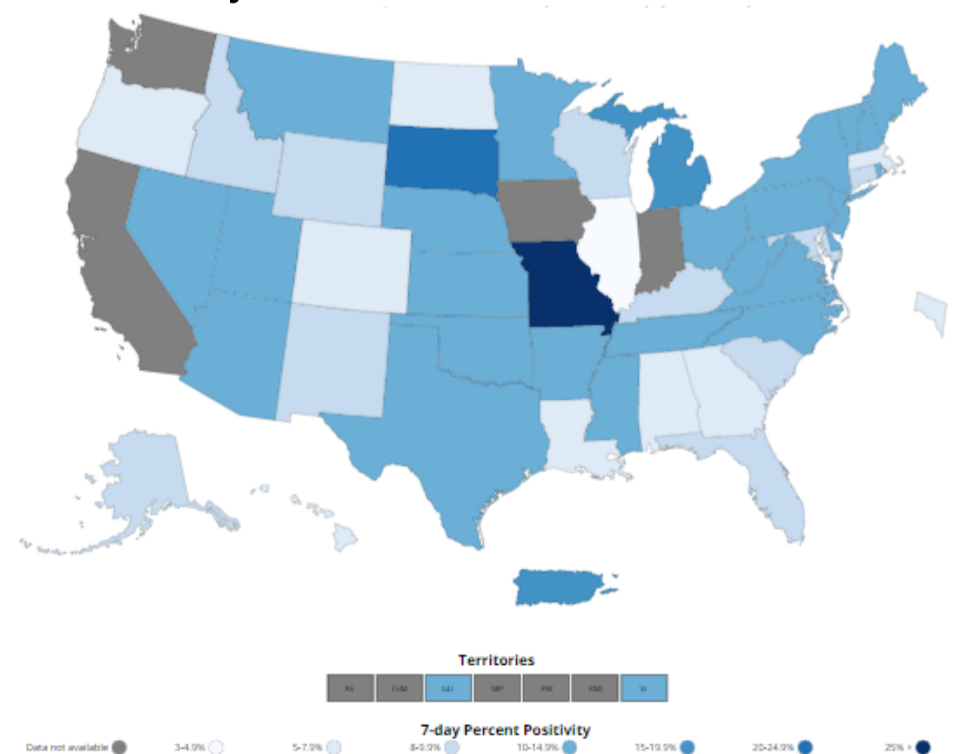 Territories
AS FSM GU MP PW RMI VI
7-day Percent Positivity
Data not available 3-4.9% 5-7.9% 8-9.9% 10-14.9% 15-19.9% 20-24.9% 25% +